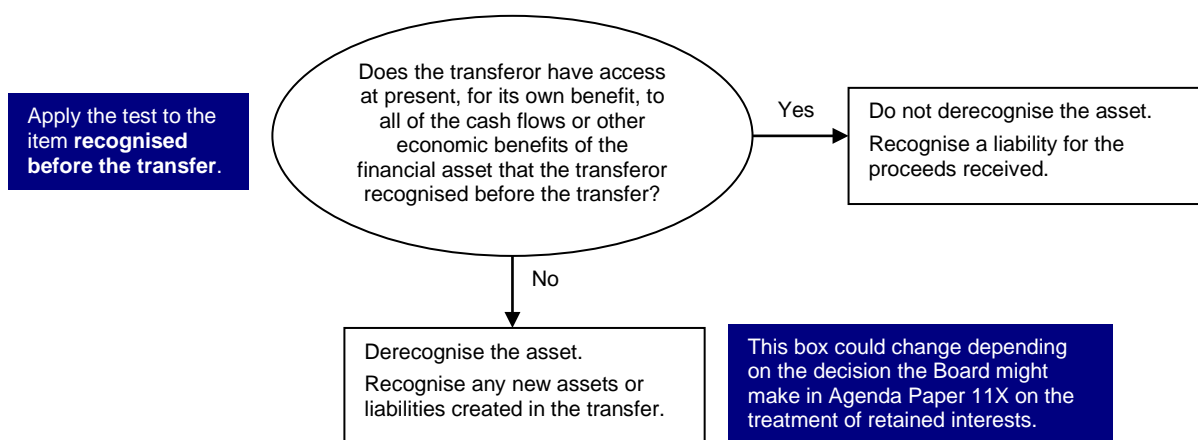 Apply the test to the
item recognised
before the transfer.
Does the transferor have access
at present, for its own benefit, to
all of the cash flows or other
economic benefits of the
financial asset that the transferor
recognised before the transfer?
Yes
Do not derecognise the asset.
Recognise a liability for the
proceeds received.
No
Derecognise the asset.
Recognise any new assets or
liabilities created in the transfer.
This box could change depending
on the decision the Board might
make in Agenda Paper 11X on the
treatment of retained interests.